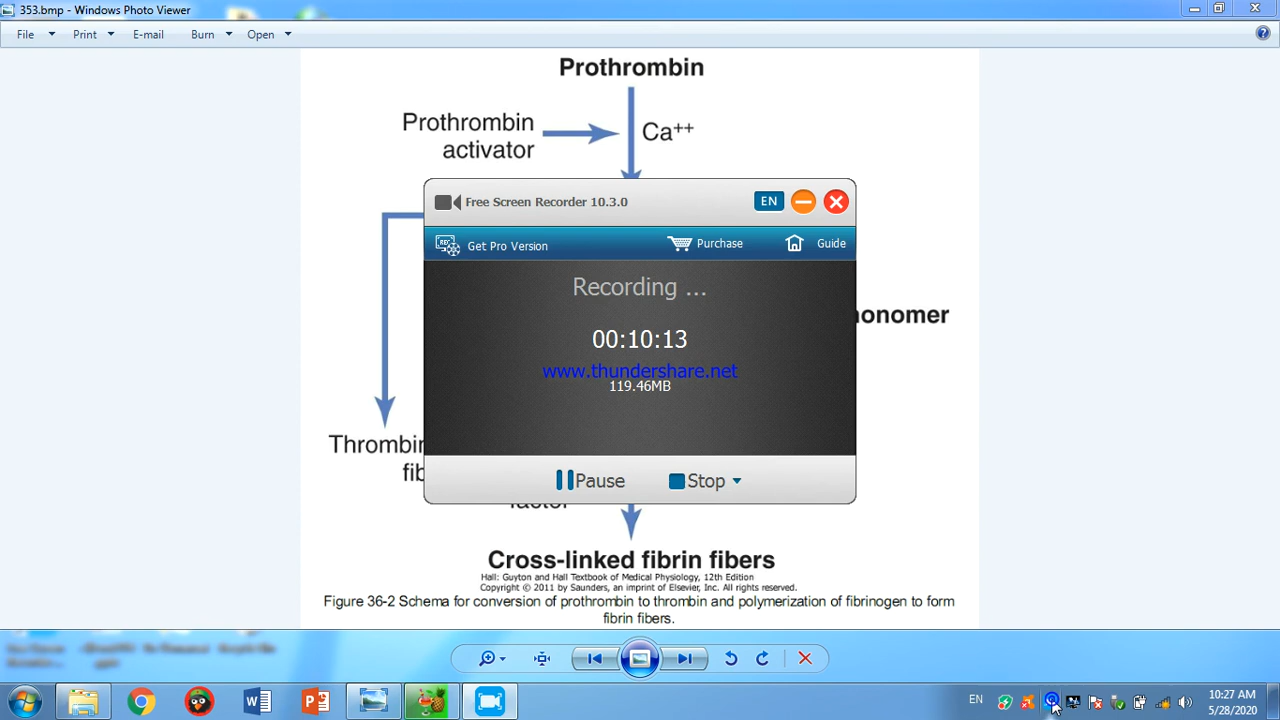 353.bmp - Windows Photo Viewer
File Print E-mail Burn Open
Prothrombin
Prothrombin
activator
Ca++
Free Screen Recorder 10.3.0
EN
Get Pro Version Purchase Guide
Recording ...
00:10:13
www.thundershare.net
119.46MB
Pause Stop
Cross-linked fibrin fibers
Hall: Guyton and Hall Textbook of Medical Physiology, 12th Edition
Copyright © 2011 by Saunders, an imprint of Elsevier, Inc. All rights reserved.
Figure 36-2 Schema for conversion of prothrombin to thrombin and polymerization of fibrinogen to form
fibrin fibers.
EN
10:27 AM
5/28/2020